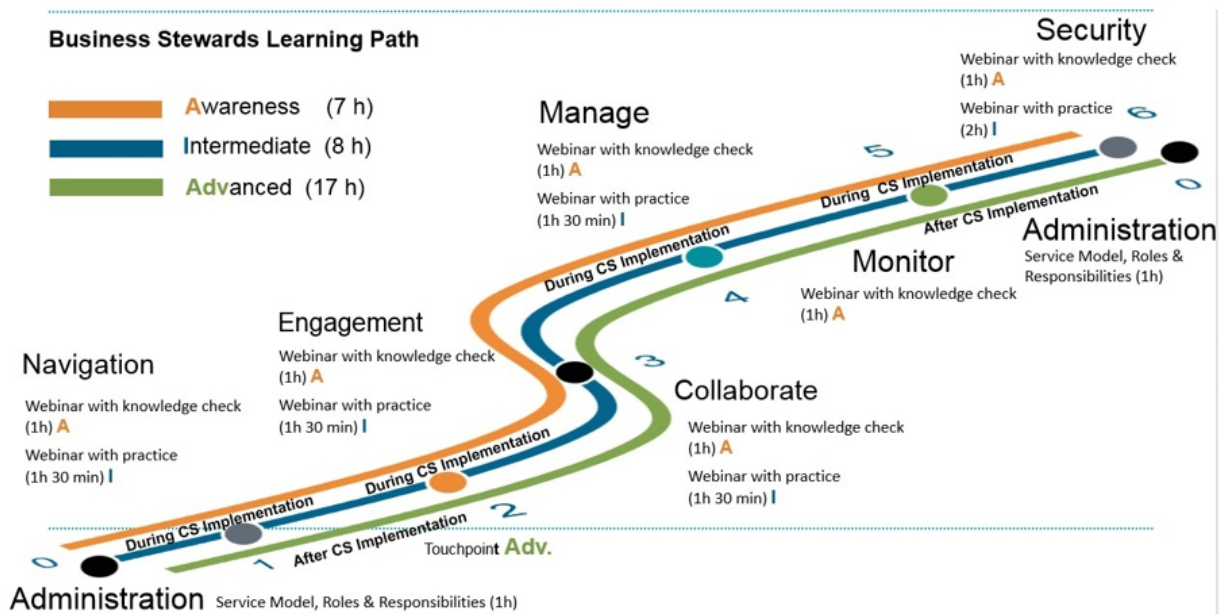 Business Stewards Learning Path
Awareness (7 h)
Intermediate (8 h)
Advanced (17 h)
Security
Webinar with knowledge check
(1h) A
Webinar with practice
(2h) I
Manage
Webinar with knowledge check
(1h) A
Webinar with practice
(1h 30 min) I
6
5
During CS Implementation
0
After CS Implementation
Administration
Service Model, Roles &
Responsibilities (1h)
During CS Implementation
Monitor
Webinar with knowledge check
(1h) A
4
Engagement
Webinar with knowledge check
(1h) A
Webinar with practice
(1h 30 min) I
Navigation
Webinar with knowledge check
(1h) A
Webinar with practice
(1h 30 min) I
3
Collaborate
Webinar with knowledge check
(1h) A
Webinar with practice
(1h 30 min) I
During CS Implementation
During CS Implementation
2
After CS Implementation
Touchpoint Adv.
0
1
Administration Service Model, Roles & Responsibilities (1h)